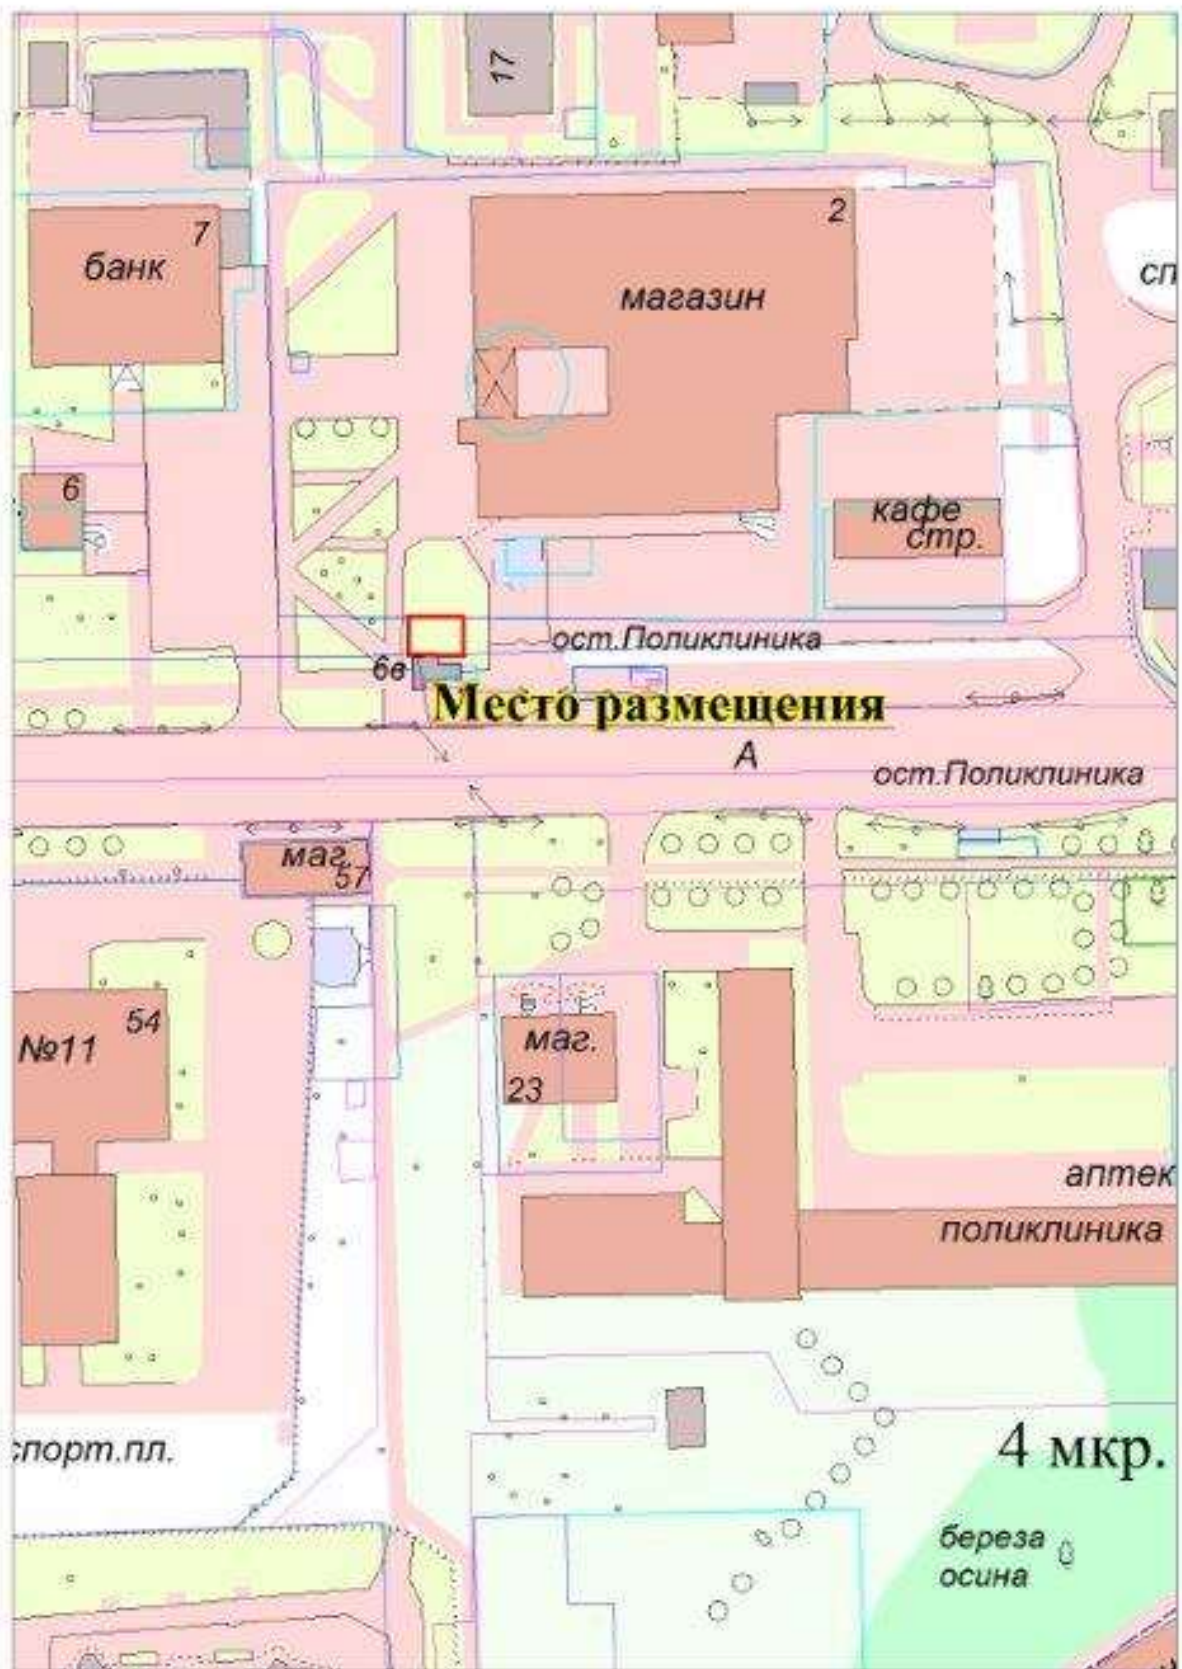 17
2
7
банк
магазин
сп
6
кафе
стр.
ост.Поликлиника
6в
Место размещения
А
ост.Поликлиника
маг.
57
54
№11
маг.
23
аптек
поликлиника
4 мкр.
спорт.пл.
береза
осина